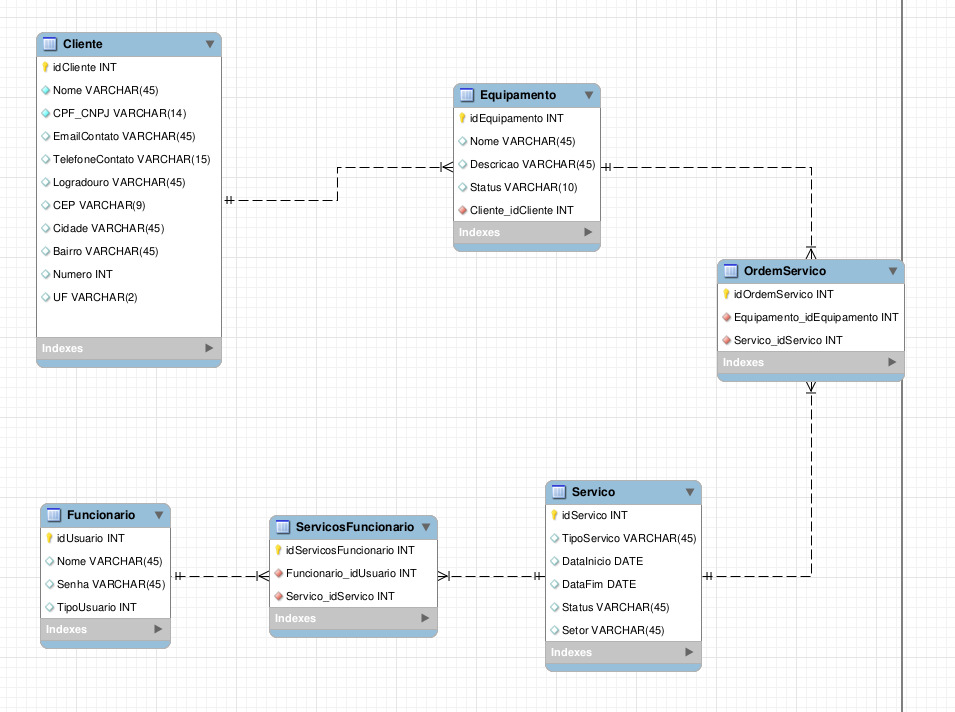 Cliente
idCliente INT
Nome VARCHAR(45)
CPF_CNPJ VARCHAR(14)
EmailContato VARCHAR(45)
TelefoneContato VARCHAR(15)
Logradouro VARCHAR(45)
CEP VARCHAR(9)
Cidade VARCHAR(45)
Bairro VARCHAR(45)
Numero INT
UF VARCHAR(2)
Indexes
Equipamento
idEquipamento INT
Nome VARCHAR(45)
Descricao VARCHAR(45)
Status VARCHAR(10)
Cliente_idCliente INT
Indexes
OrdemServico
idOrdemServico INT
Equipamento_idEquipamento INT
Servico_idServico INT
Indexes
Funcionario
idUsuario INT
Nome VARCHAR(45)
Senha VARCHAR(45)
TipoUsuario INT
Indexes
ServicosFuncionario
idServicosFuncionario INT
Funcionario_idUsuario INT
Servico_idServico INT
Indexes
Servico
idServico INT
TipoServico VARCHAR(45)
DataInicio DATE
DataFim DATE
Status VARCHAR(45)
Setor VARCHAR(45)
Indexes